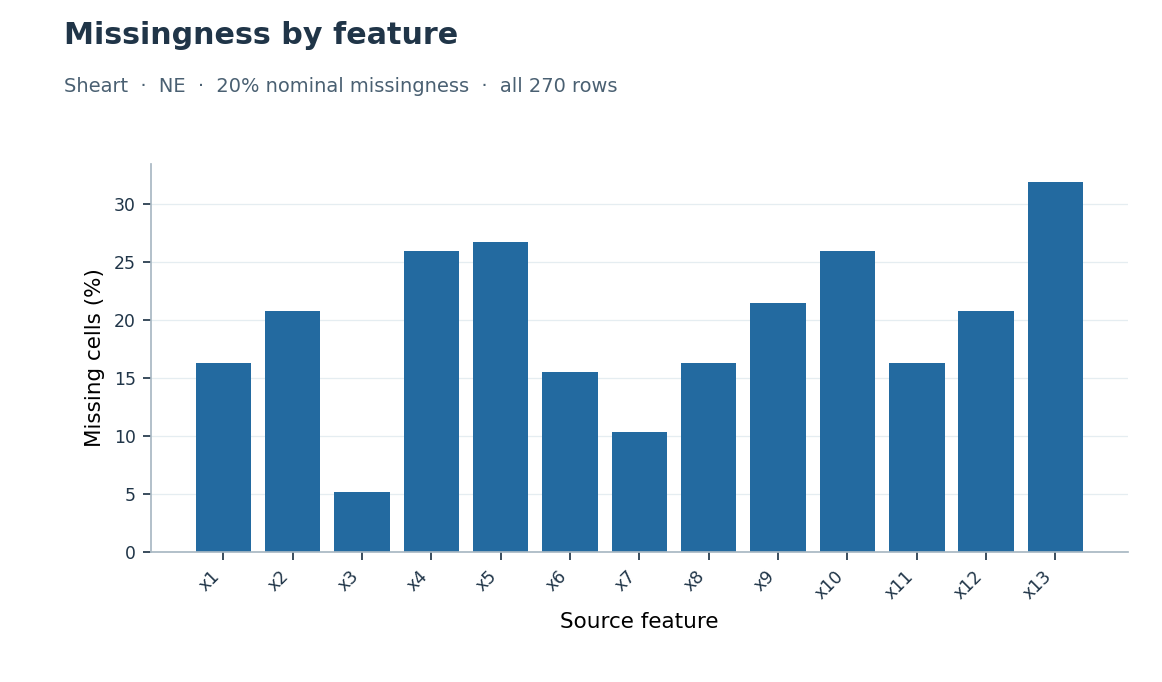 Missingness by feature
Sheart · NE · 20% nominal missingness · all 270 rows
Missing cells (%)
30
25
20
15
10
5
0
x1 x2 x3 x4 x5 x6 x7 x8 x9 x10 x11 x12 x13
Source feature